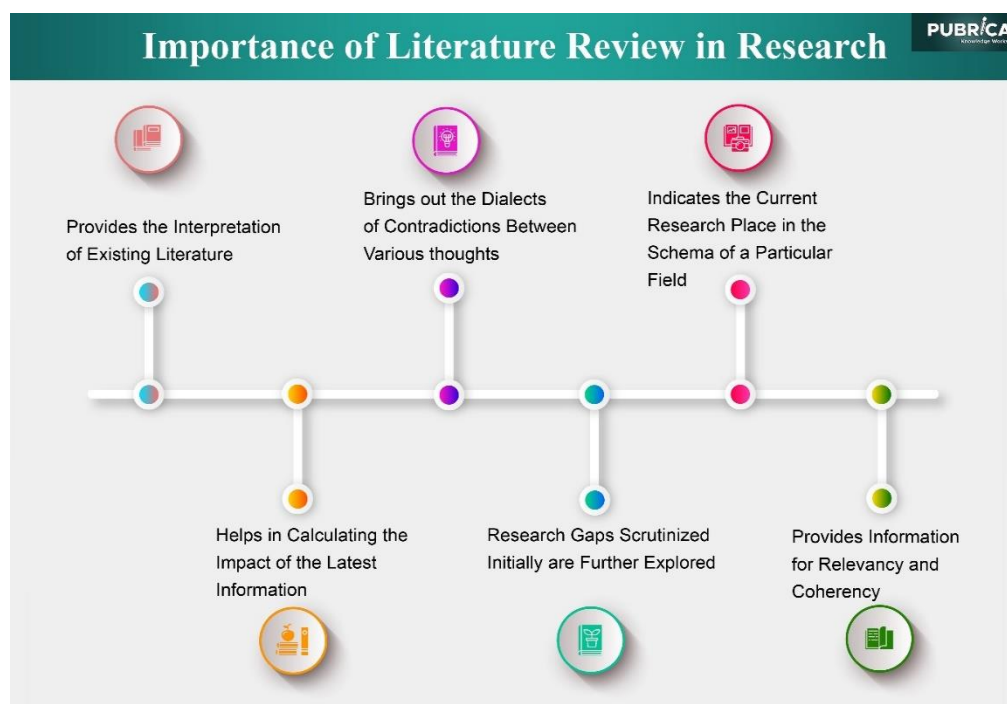 Importance of Literature Review in Research
PUBRICA
Knowledge Works
Provides the Interpretation
of Existing Literature
Brings out the Dialects
of Contradictions Between
Various thoughts
Indicates the Current
Research Place in the
Schema of a Particular
Field
Helps in Calculating the
Impact of the Latest
Information
Research Gaps Scrutinized
Initially are Further Explored
Provides Information
for Relevancy and
Coherency